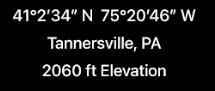 41°2′34″ N  75°20′46″ W
Tannersville, PA
2060 ft Elevation